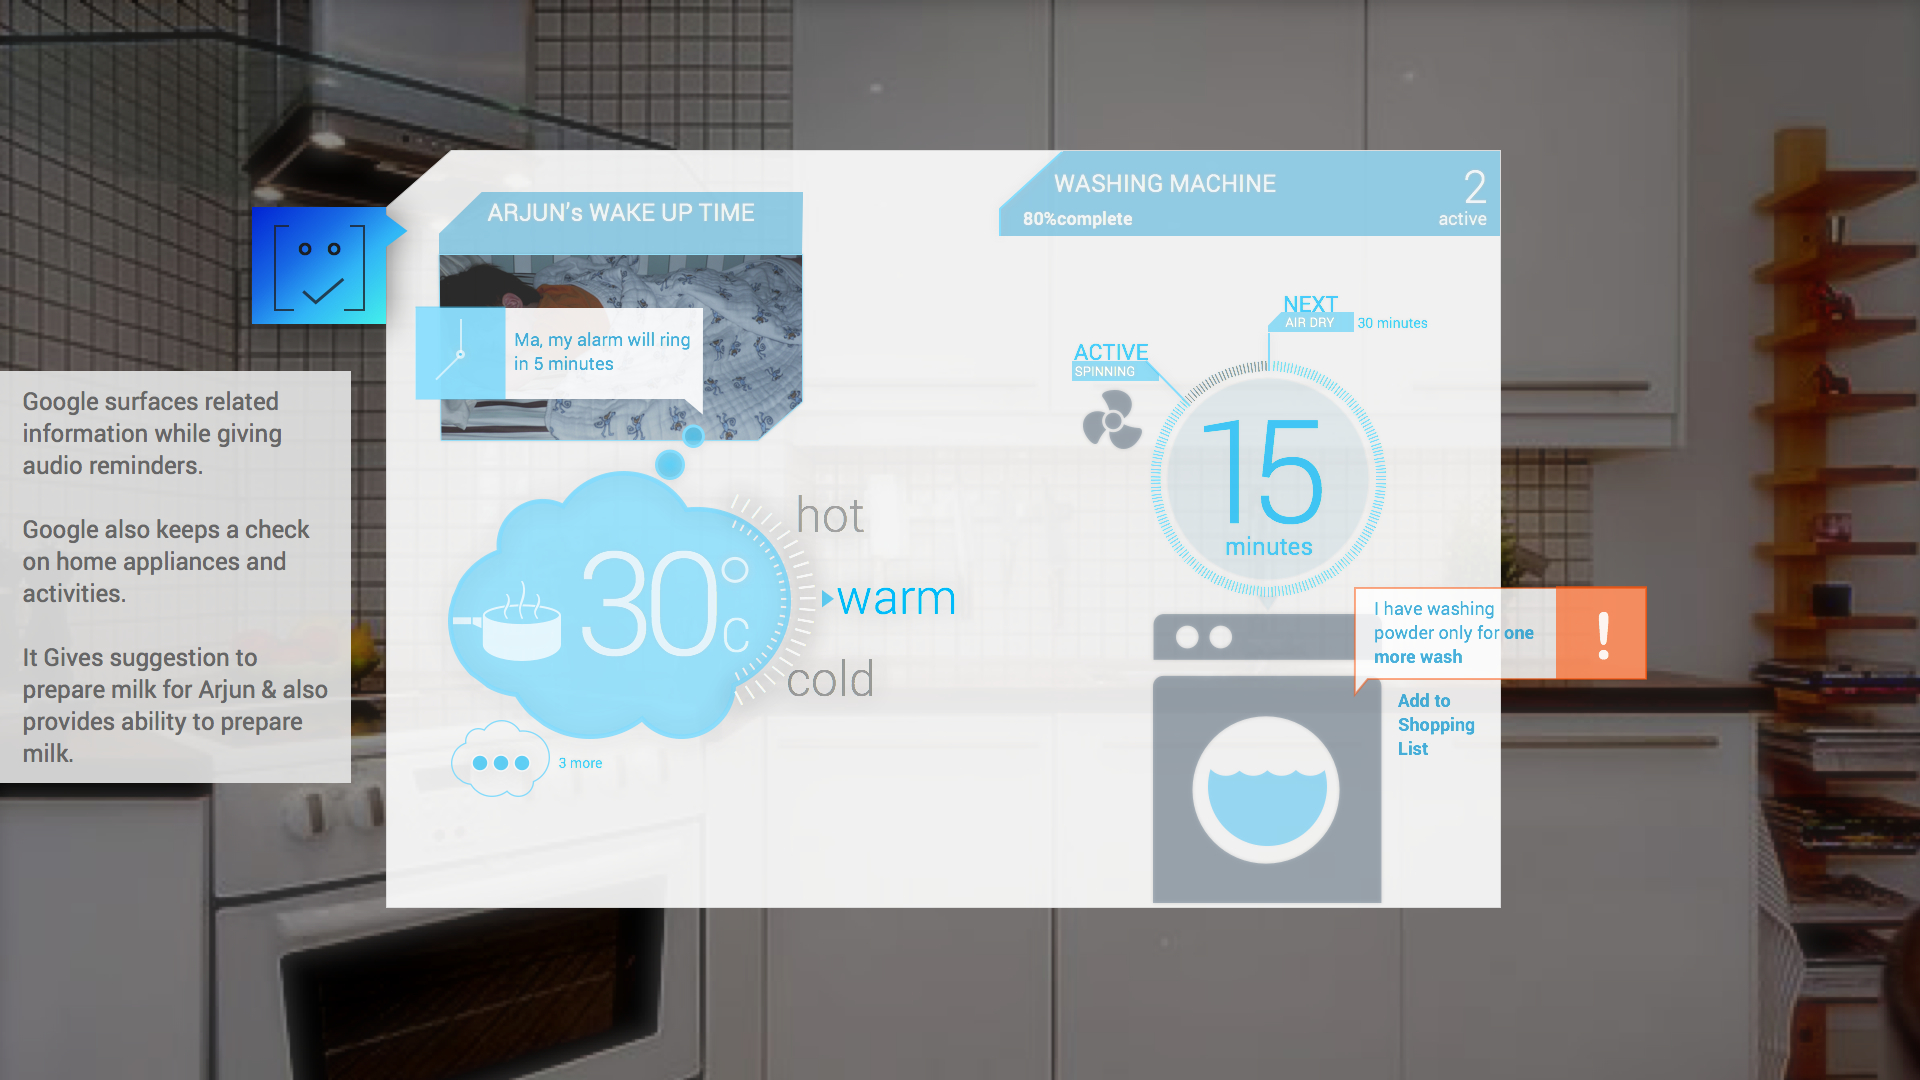 ARJUN's WAKE UP TIME
Ma, my alarm will ring
in 5 minutes
Google surfaces related
information while giving
audio reminders.
Google also keeps a check
on home appliances and
activities.
It Gives suggestion to
prepare milk for Arjun & also
provides ability to prepare
milk.
30°C
hot
warm
cold
3 more
WASHING MACHINE
80%complete
2
active
NEXT
AIR DRY
30 minutes
ACTIVE
SPINNING
15
minutes
I have washing
powder only for one
more wash
!
Add to
Shopping
List